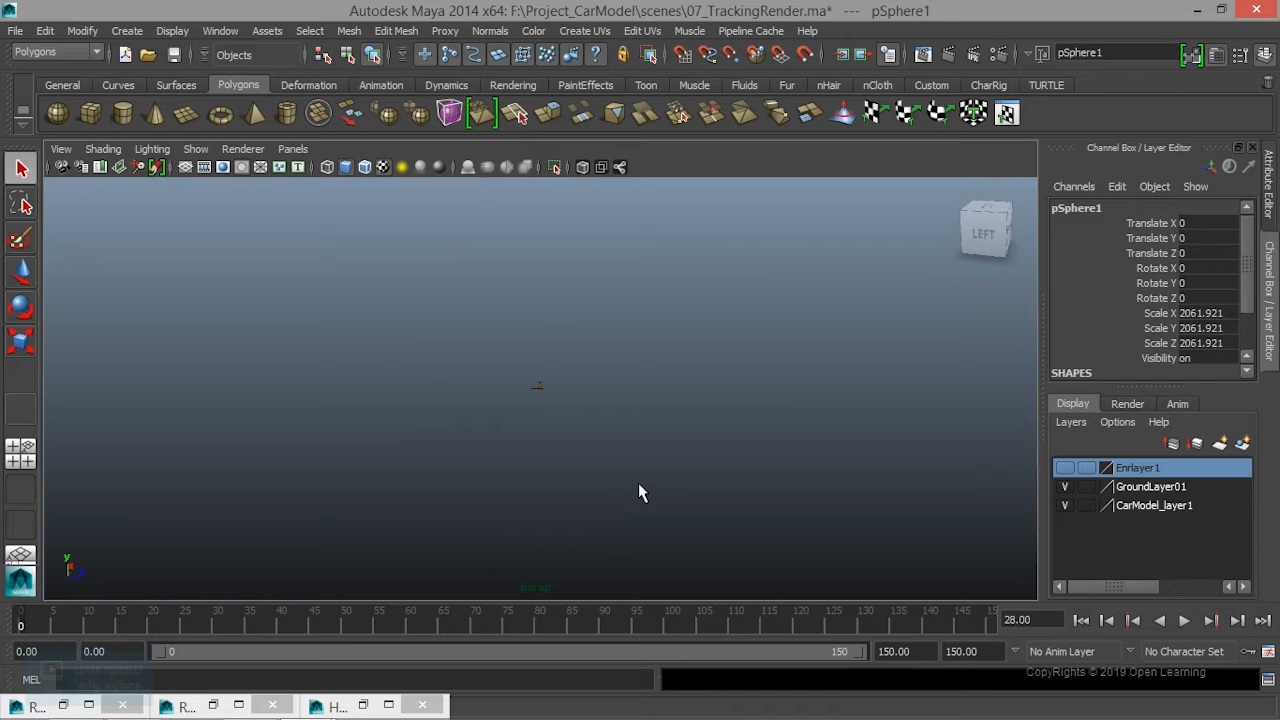 Autodesk Maya 2014 x64: F:\Project_CarModel\scenes\07_TrackingRender.ma* --- pSphere1
File Edit Modify Create Display Window Assets Select Mesh Edit Mesh Proxy Normals Color Create UVs Edit UVs Muscle Pipeline Cache Help
Polygons Objects pSphere1
General Curves Surfaces Polygons Deformation Animation Dynamics Rendering PaintEffects Toon Muscle Fluids Fur nHair nCloth Custom CharRig TURTLE
View Shading Lighting Show Renderer Panels
Channel Box / Layer Editor
Channels Edit Object Show
pSphere1
Translate X 0
Translate Y 0
Translate Z 0
Rotate X 0
Rotate Y 0
Rotate Z 0
Scale X 2061.921
Scale Y 2061.921
Scale Z 2061.921
Visibility on
SHAPES
Display Render Anim
Layers Options Help
Enrlayer1
V GroundLayer01
V CarModel_layer1
Attribute Editor
Channel Box / Layer Editor
LEFT
y
persp
0 5 10 15 20 25 30 35 40 45 50 55 60 65 70 75 80 85 90 95 100 105 110 115 120 125 130 135 140 145 15
0
28.00
0.00 0.00 0 150 150.00 150.00 No Anim Layer No Character Set
MEL
CopyRights © 2019 Open Learning
R... R... H...